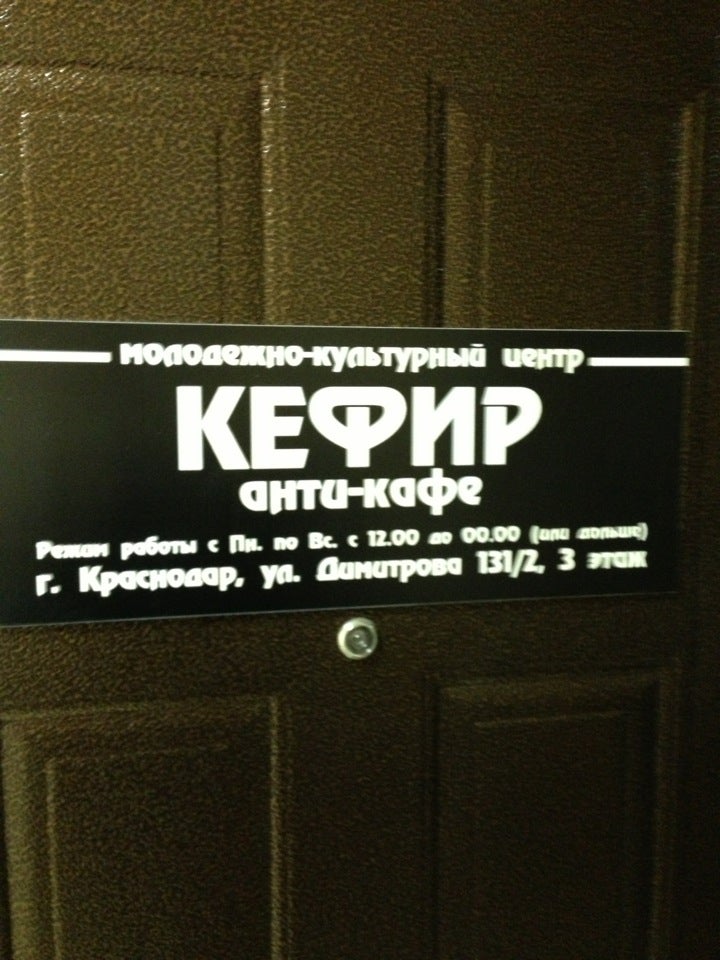 молодежно-культурный центр
КЕФИР
анти-кафе
Режим работы с Пн. по Вс. с 12.00 до 00.00 (или дольше)
г. Краснодар, ул. Димитрова 131/2, 3 этаж